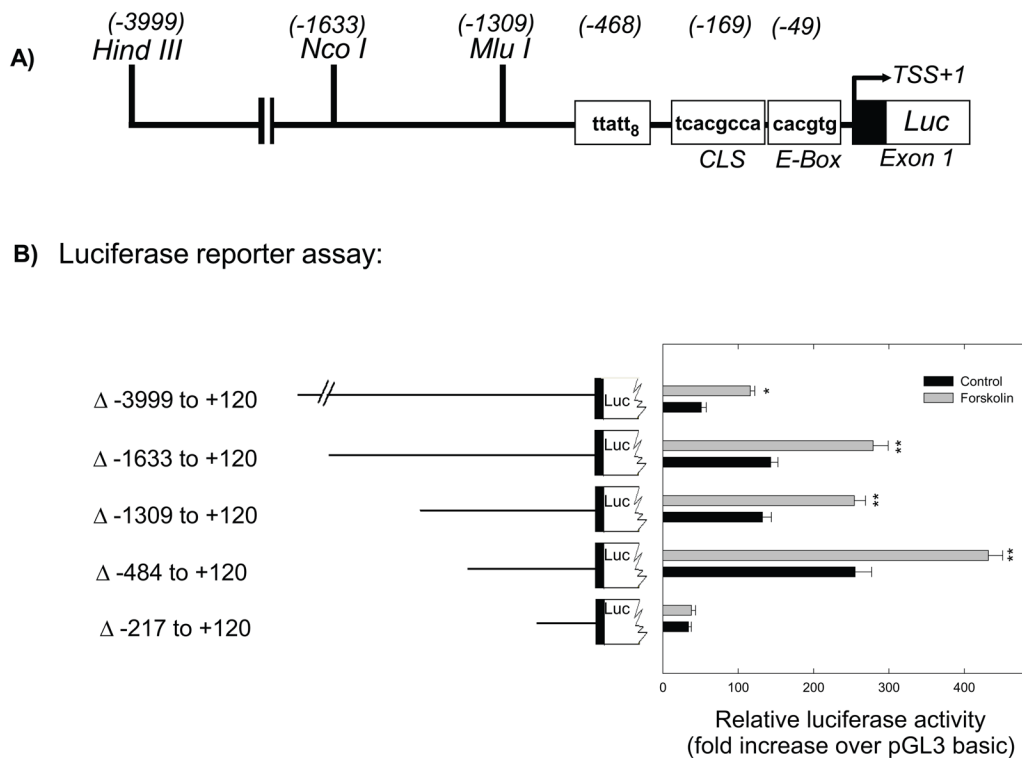 (-3999) (-1633) (-1309) (-468) (-169) (-49)
Hind III Nco I Mlu I
A)
TSS+1
ttatt8 tcacgcca cacgtg Luc
CLS E-Box Exon 1
B) Luciferase reporter assay:
Δ -3999 to +120 Luc *
Control
Forskolin
Δ -1633 to +120 Luc **
Δ -1309 to +120 Luc **
Δ -484 to +120 Luc **
Δ -217 to +120 Luc
0 100 200 300 400
Relative luciferase activity
(fold increase over pGL3 basic)